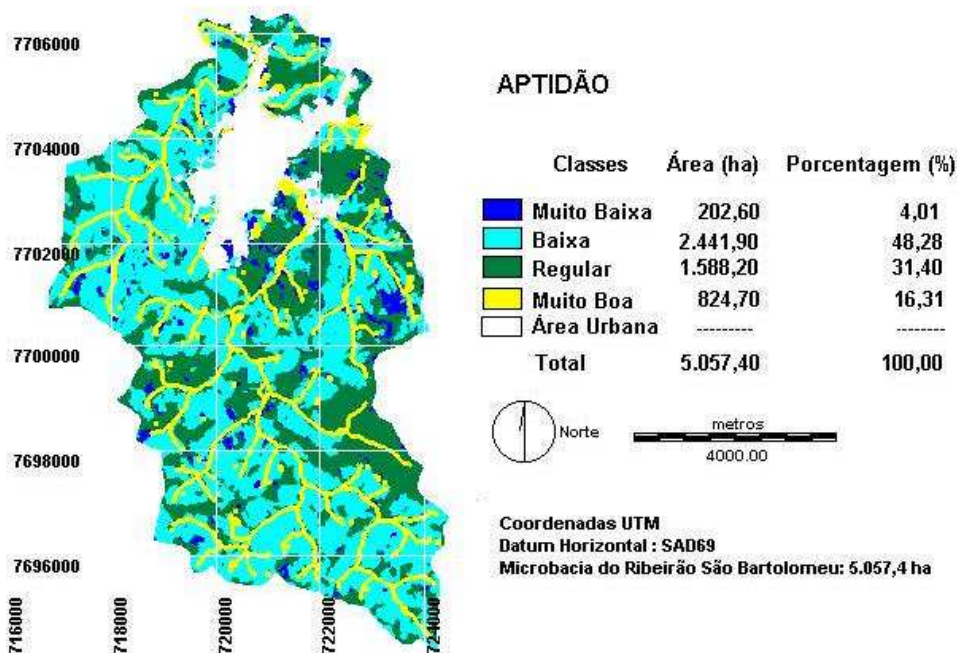 7706000
7704000
7702000
7700000
7698000
7696000
716000
718000
720000
722000
724000
APTIDÃO
Classes Área (ha) Porcentagem (%)
Muito Baixa 202,60 4,01
Baixa 2.441,90 48,28
Regular 1.588,20 31,40
Muito Boa 824,70 16,31
Área Urbana --------- -------
Total 5.057,40 100,00
Norte
metros
4000.00
Coordenadas UTM
Datum Horizontal : SAD69
Microbacia do Ribeirão São Bartolomeu: 5.057,4 ha